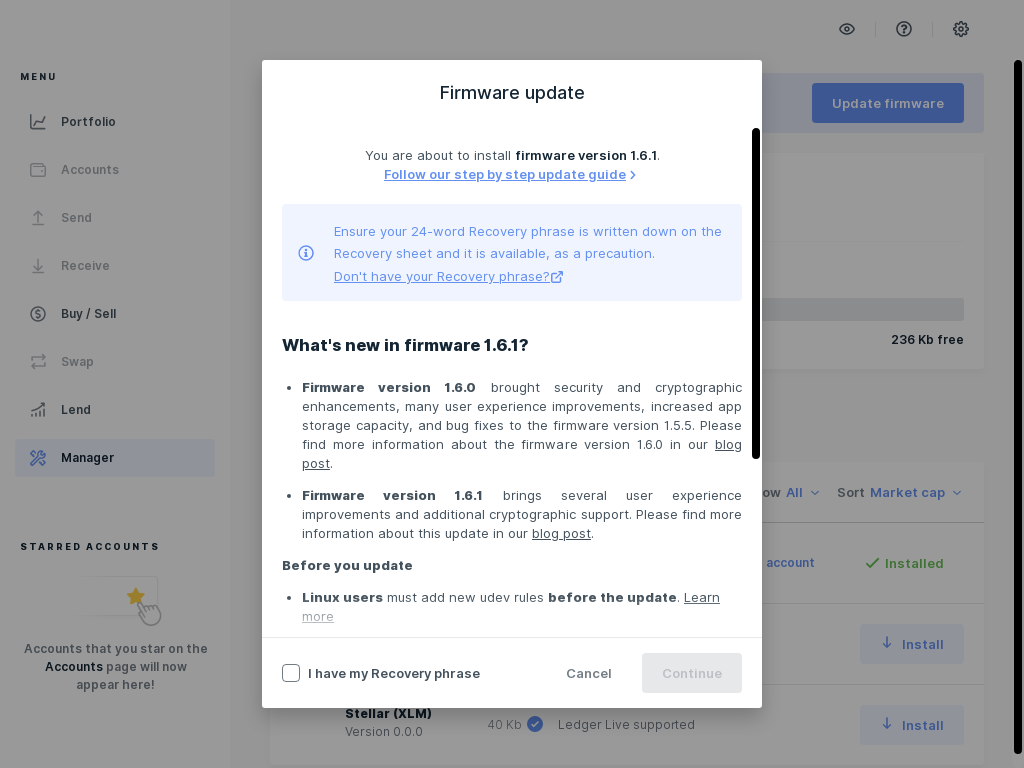 MENU
Portfolio
Accounts
Send
Receive
Buy / Sell
Swap
Lend
Manager
STARRED ACCOUNTS
Accounts that you star on the
Accounts page will now
appear here!
Update firmware
236 Kb free
All
Sort Market cap
account
Installed
Install
Stellar (XLM)
Version 0.0.0
40 Kb
Ledger Live supported
Install
Firmware update
You are about to install firmware version 1.6.1.
Follow our step by step update guide
Ensure your 24-word Recovery phrase is written down on the
Recovery sheet and it is available, as a precaution.
Don't have your Recovery phrase?
What's new in firmware 1.6.1?
• Firmware version 1.6.0 brought security and cryptographic
enhancements, many user experience improvements, increased app
storage capacity, and bug fixes to the firmware version 1.5.5. Please
find more information about the firmware version 1.6.0 in our blog
post.
• Firmware version 1.6.1 brings several user experience
improvements and additional cryptographic support. Please find more
information about this update in our blog post.
Before you update
• Linux users must add new udev rules before the update. Learn
more
I have my Recovery phrase
Cancel
Continue